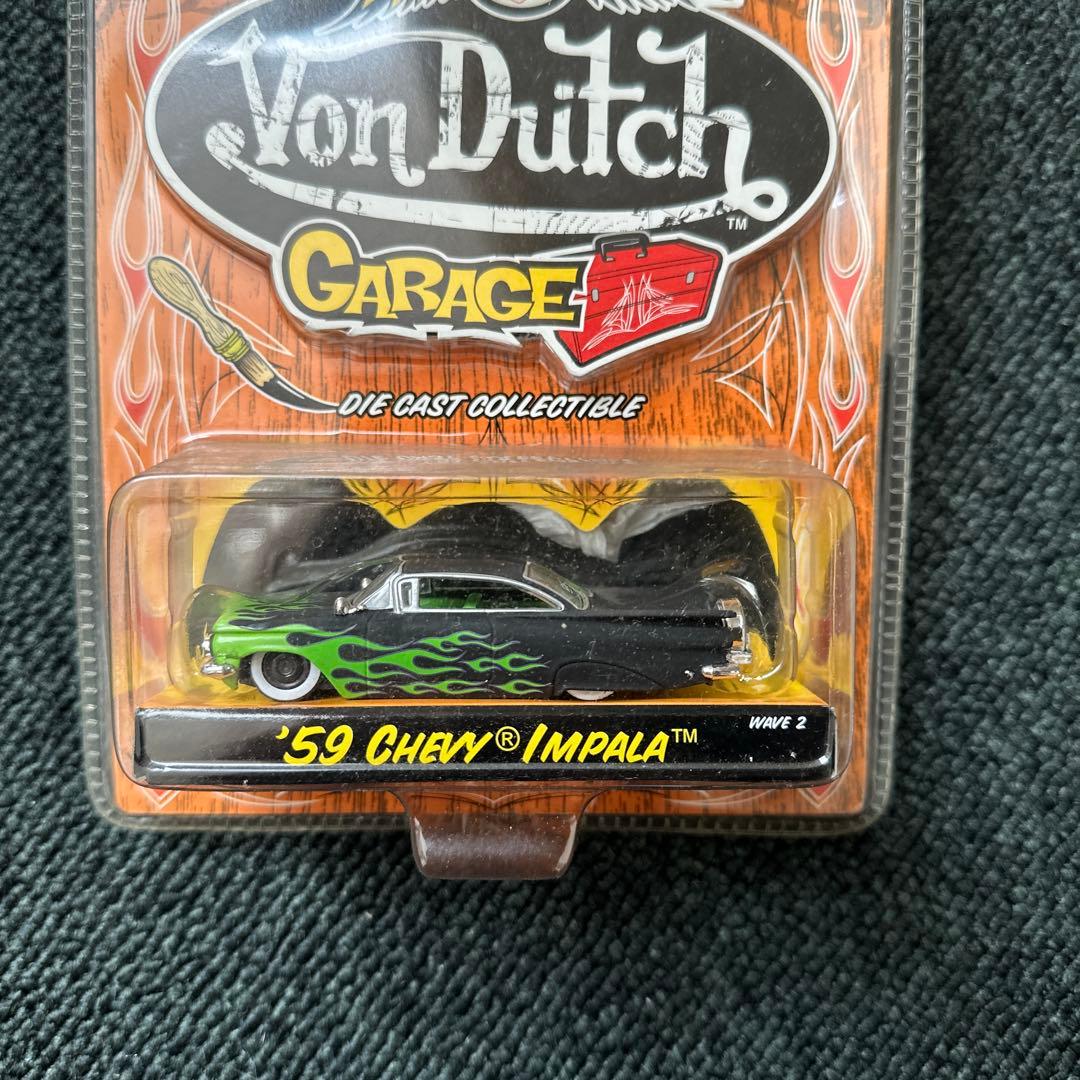 Von Dutch
TM
GARAGE
DIE CAST COLLECTIBLE
WAVE 2
'59 CHEVY® IMPALA™